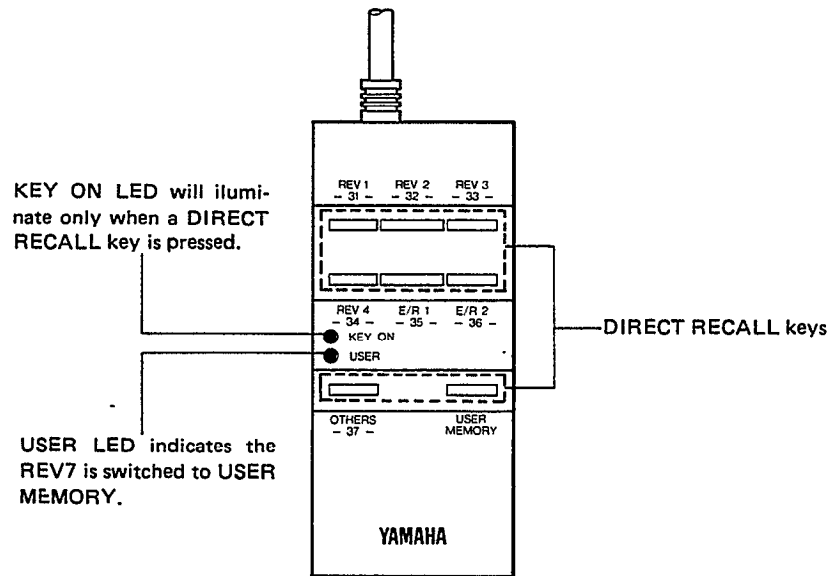 REV 1 REV 2 REV 3
- 31 - - 32 - - 33 -
KEY ON LED will ilumi-
nate only when a DIRECT
RECALL key is pressed.
DIRECT RECALL keys
REV 4 E/R 1 E/R 2
- 34 - - 35 - - 36 -
KEY ON
USER
OTHERS USER
- 37 - MEMORY
USER LED indicates the
REV7 is switched to USER
MEMORY.
YAMAHA